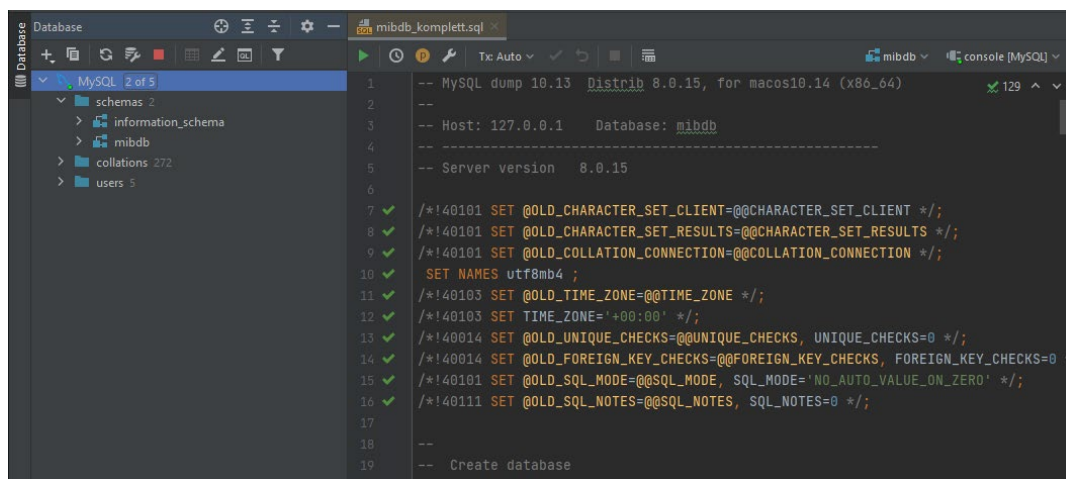 Database
Database
MySQL 2 of 5
schemas 2
information_schema
mibdb
collations 272
users 5
mibdb_komplett.sql
Tx: Auto
mibdb
console [MySQL]
129
1 -- MySQL dump 10.13  Distrib 8.0.15, for macos10.14 (x86_64)
2 --
3 -- Host: 127.0.0.1    Database: mibdb
4 -- ------------------------------------------------------
5 -- Server version   8.0.15
6
7 /*!40101 SET @OLD_CHARACTER_SET_CLIENT=@@CHARACTER_SET_CLIENT */;
8 /*!40101 SET @OLD_CHARACTER_SET_RESULTS=@@CHARACTER_SET_RESULTS */;
9 /*!40101 SET @OLD_COLLATION_CONNECTION=@@COLLATION_CONNECTION */;
10  SET NAMES utf8mb4 ;
11 /*!40103 SET @OLD_TIME_ZONE=@@TIME_ZONE */;
12 /*!40103 SET TIME_ZONE='+00:00' */;
13 /*!40014 SET @OLD_UNIQUE_CHECKS=@@UNIQUE_CHECKS, UNIQUE_CHECKS=0 */;
14 /*!40014 SET @OLD_FOREIGN_KEY_CHECKS=@@FOREIGN_KEY_CHECKS, FOREIGN_KEY_CHECKS=0
15 /*!40101 SET @OLD_SQL_MODE=@@SQL_MODE, SQL_MODE='NO_AUTO_VALUE_ON_ZERO' */;
16 /*!40111 SET @OLD_SQL_NOTES=@@SQL_NOTES, SQL_NOTES=0 */;
17
18 --
19 --  Create database